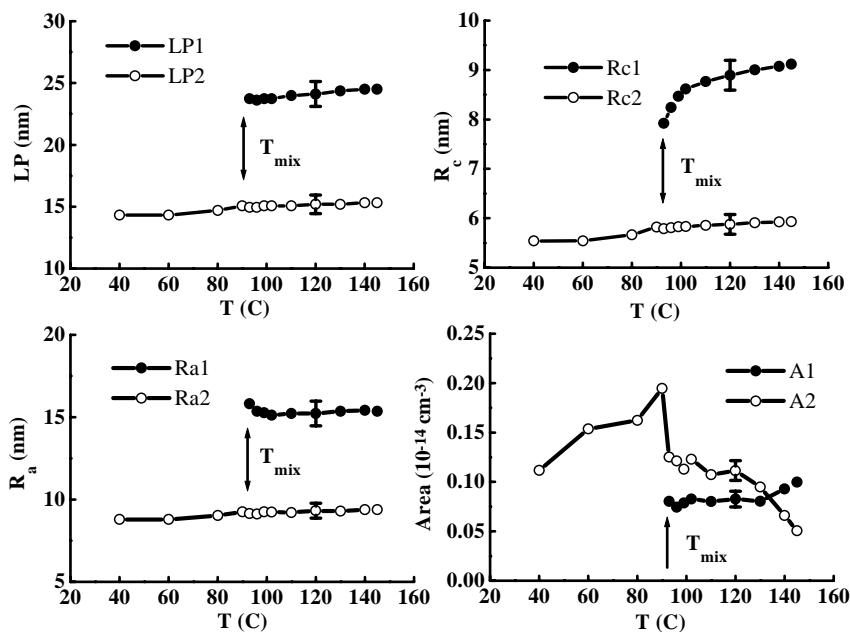 30
25
20
15
10
LP (nm)
LP1
LP2
T_mix
20 40 60 80 100 120 140 160
T (C)
10
9
8
7
6
5
R_c (nm)
Rc1
Rc2
T_mix
20 40 60 80 100 120 140 160
T (C)
20
15
10
5
R_a (nm)
Ra1
Ra2
T_mix
20 40 60 80 100 120 140 160
T (C)
0.25
0.20
0.15
0.10
0.05
0.00
Area (10^-14 cm^-3)
A1
A2
T_mix
20 40 60 80 100 120 140 160
T (C)